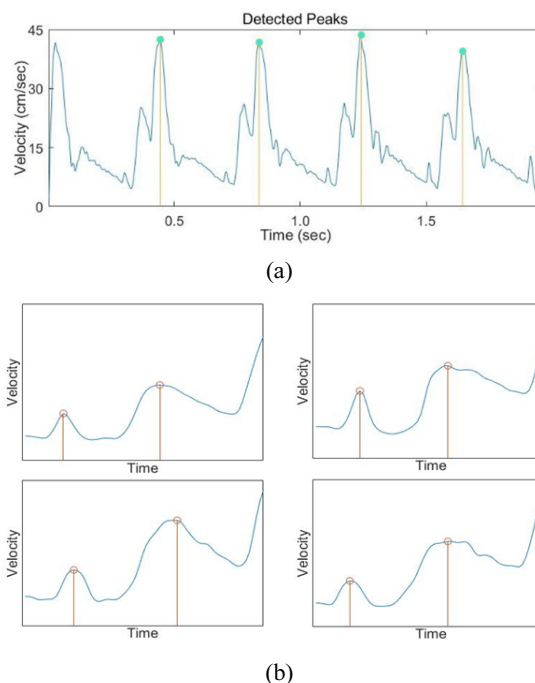 Detected Peaks
45
30
15
0
Velocity (cm/sec)
0.5
1.0
1.5
Time (sec)
(a)
Velocity
Time
Velocity
Time
Velocity
Time
Velocity
Time
(b)